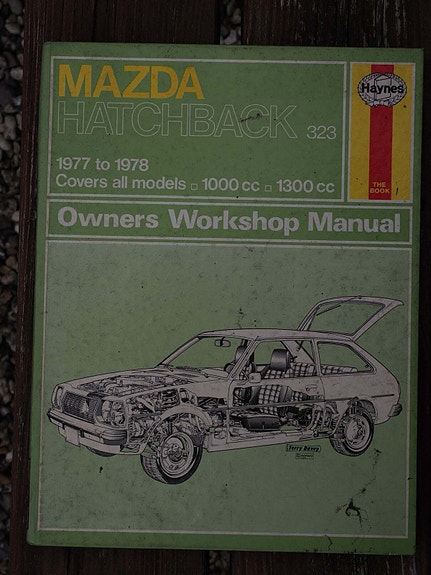 MAZDA
HATCHBACK 323
1977 to 1978
Covers all models ▫ 1000 cc ▫ 1300 cc
Haynes
THE
BOOK
Owners Workshop Manual
Terry Davey